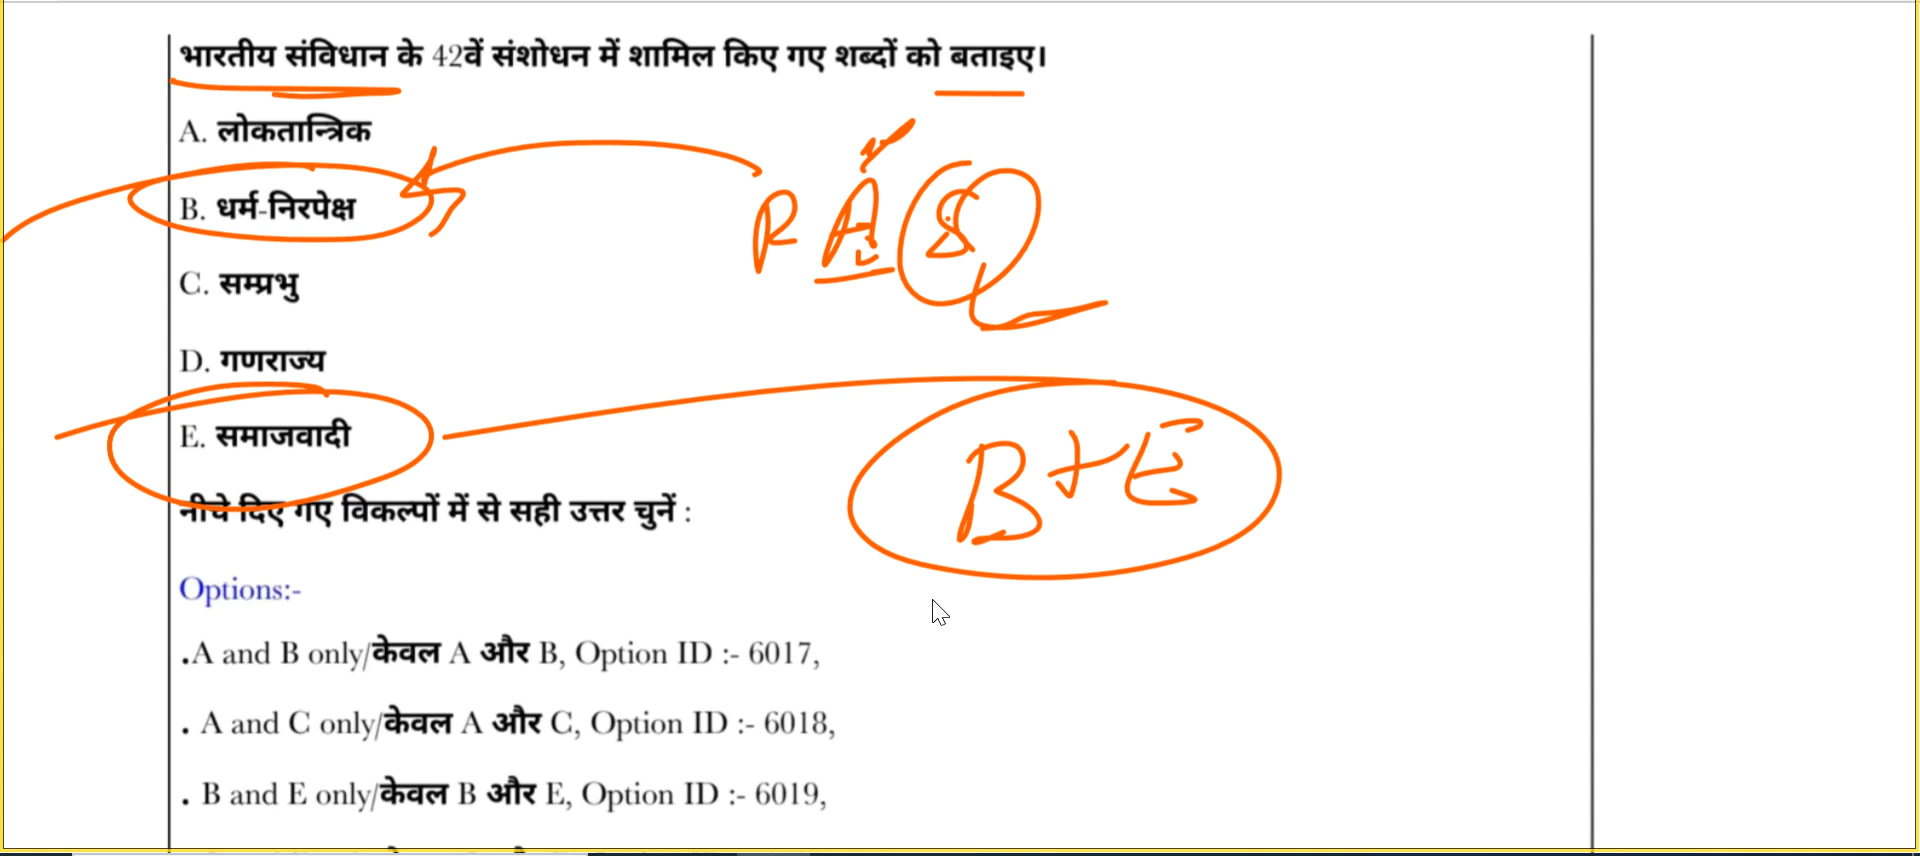 भारतीय संविधान के 42वें संशोधन में शामिल किए गए शब्दों को बताइए।
A. लोकतान्त्रिक
B. धर्म-निरपेक्ष
R A S
C. सम्प्रभु
D. गणराज्य
E. समाजवादी
B + E
नीचे दिए गए विकल्पों में से सही उत्तर चुनें :
Options:-
.A and B only/केवल A और B, Option ID :- 6017,
. A and C only/केवल A और C, Option ID :- 6018,
. B and E only/केवल B और E, Option ID :- 6019,